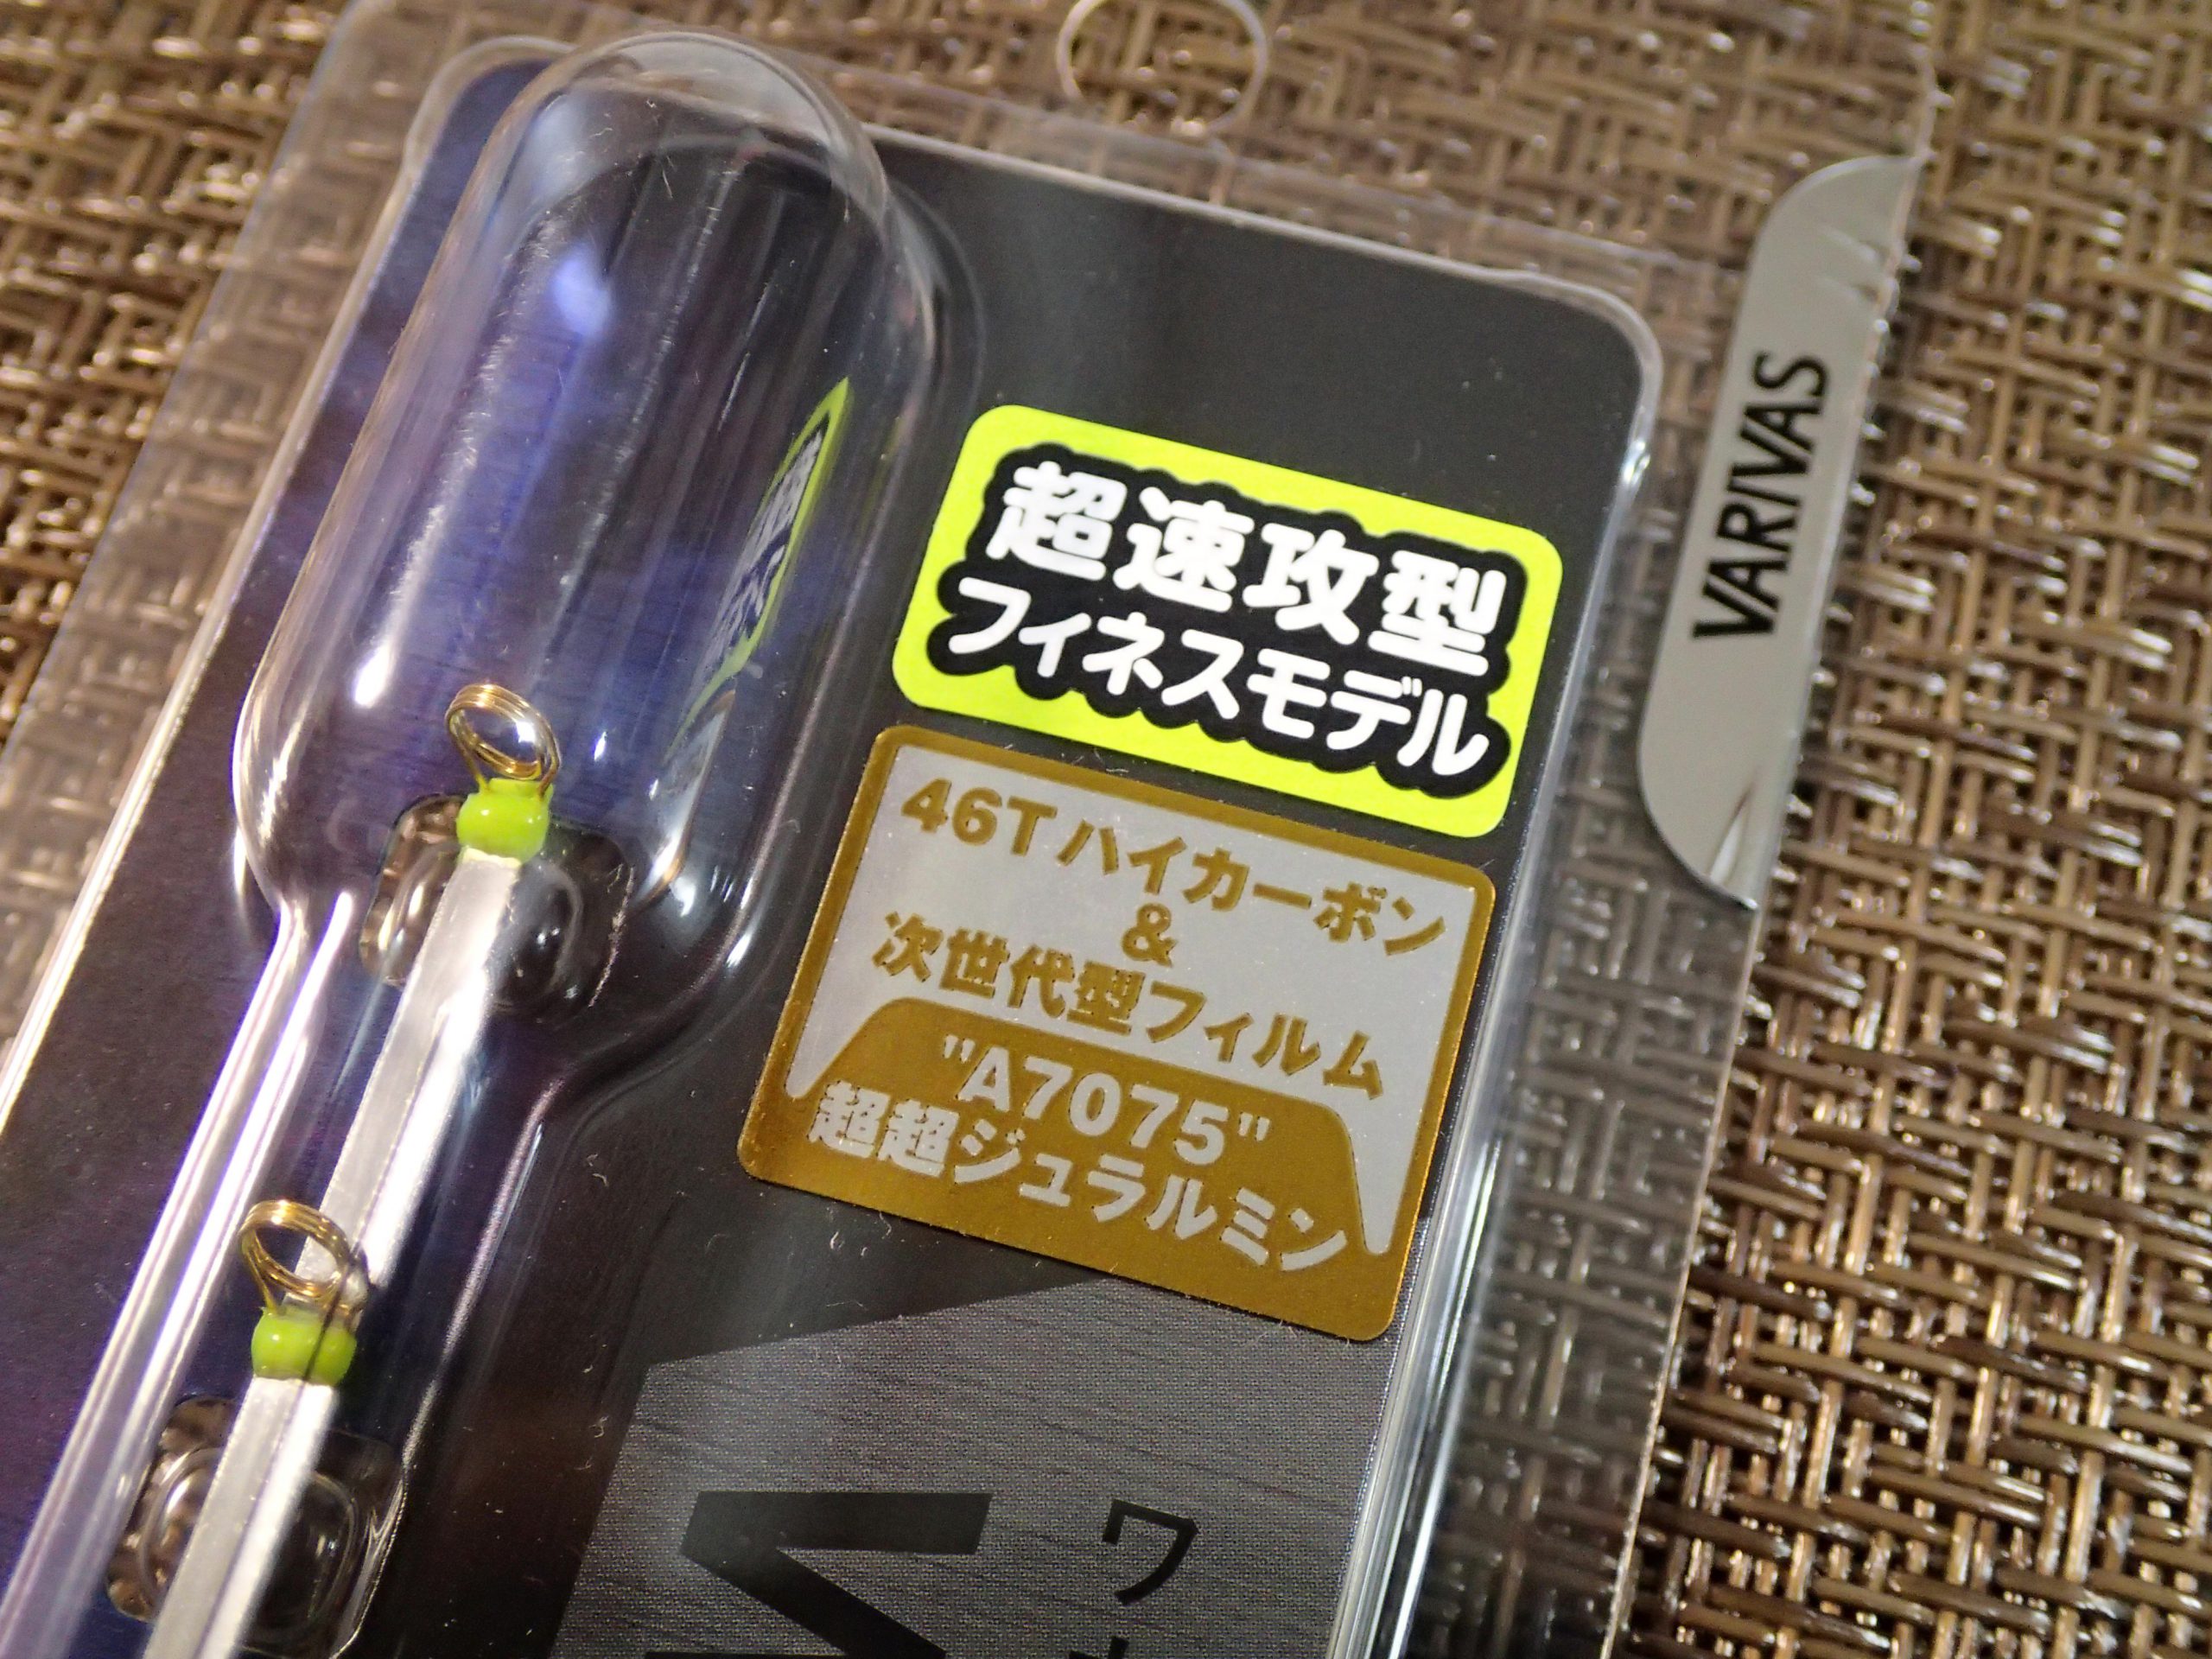 超速攻型
フィネスモデル
VARIVAS
46Tハイカーボン
&
次世代型フィルム
"A7075"
超超ジュラルミン
ワ